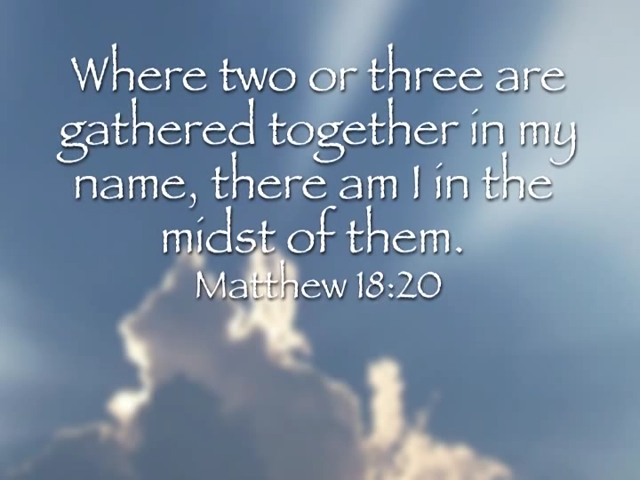 Where two or three are
gathered together in my
name, there am I in the
midst of them.
Matthew 18:20